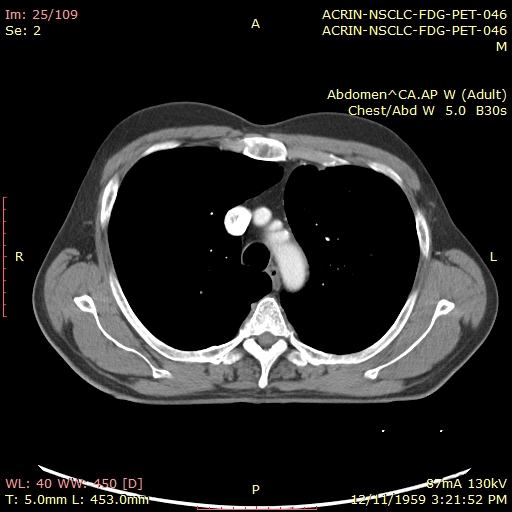 Im: 25/109
Se: 2
A
ACRIN-NSCLC-FDG-PET-046
ACRIN-NSCLC-FDG-PET-046
M
Abdomen^CA.AP W (Adult)
Chest/Abd W 5.0 B30s
R
L
WL: 40 WW: 450 [D]
T: 5.0mm L: 453.0mm
P
87mA 130kV
12/11/1959 3:21:52 PM